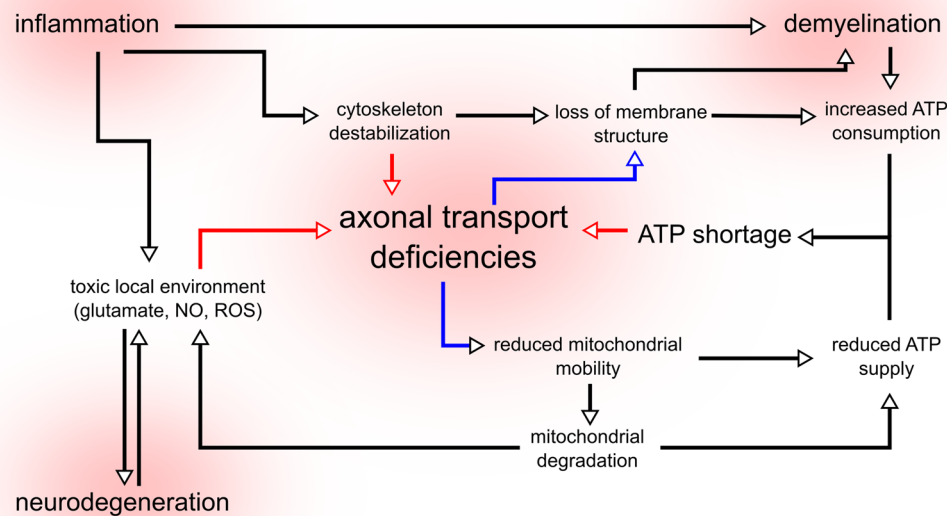 inflammation
demyelination
cytoskeleton
destabilization
loss of membrane
structure
increased ATP
consumption
axonal transport
deficiencies
ATP shortage
toxic local environment
(glutamate, NO, ROS)
reduced mitochondrial
mobility
reduced ATP
supply
mitochondrial
degradation
neurodegeneration